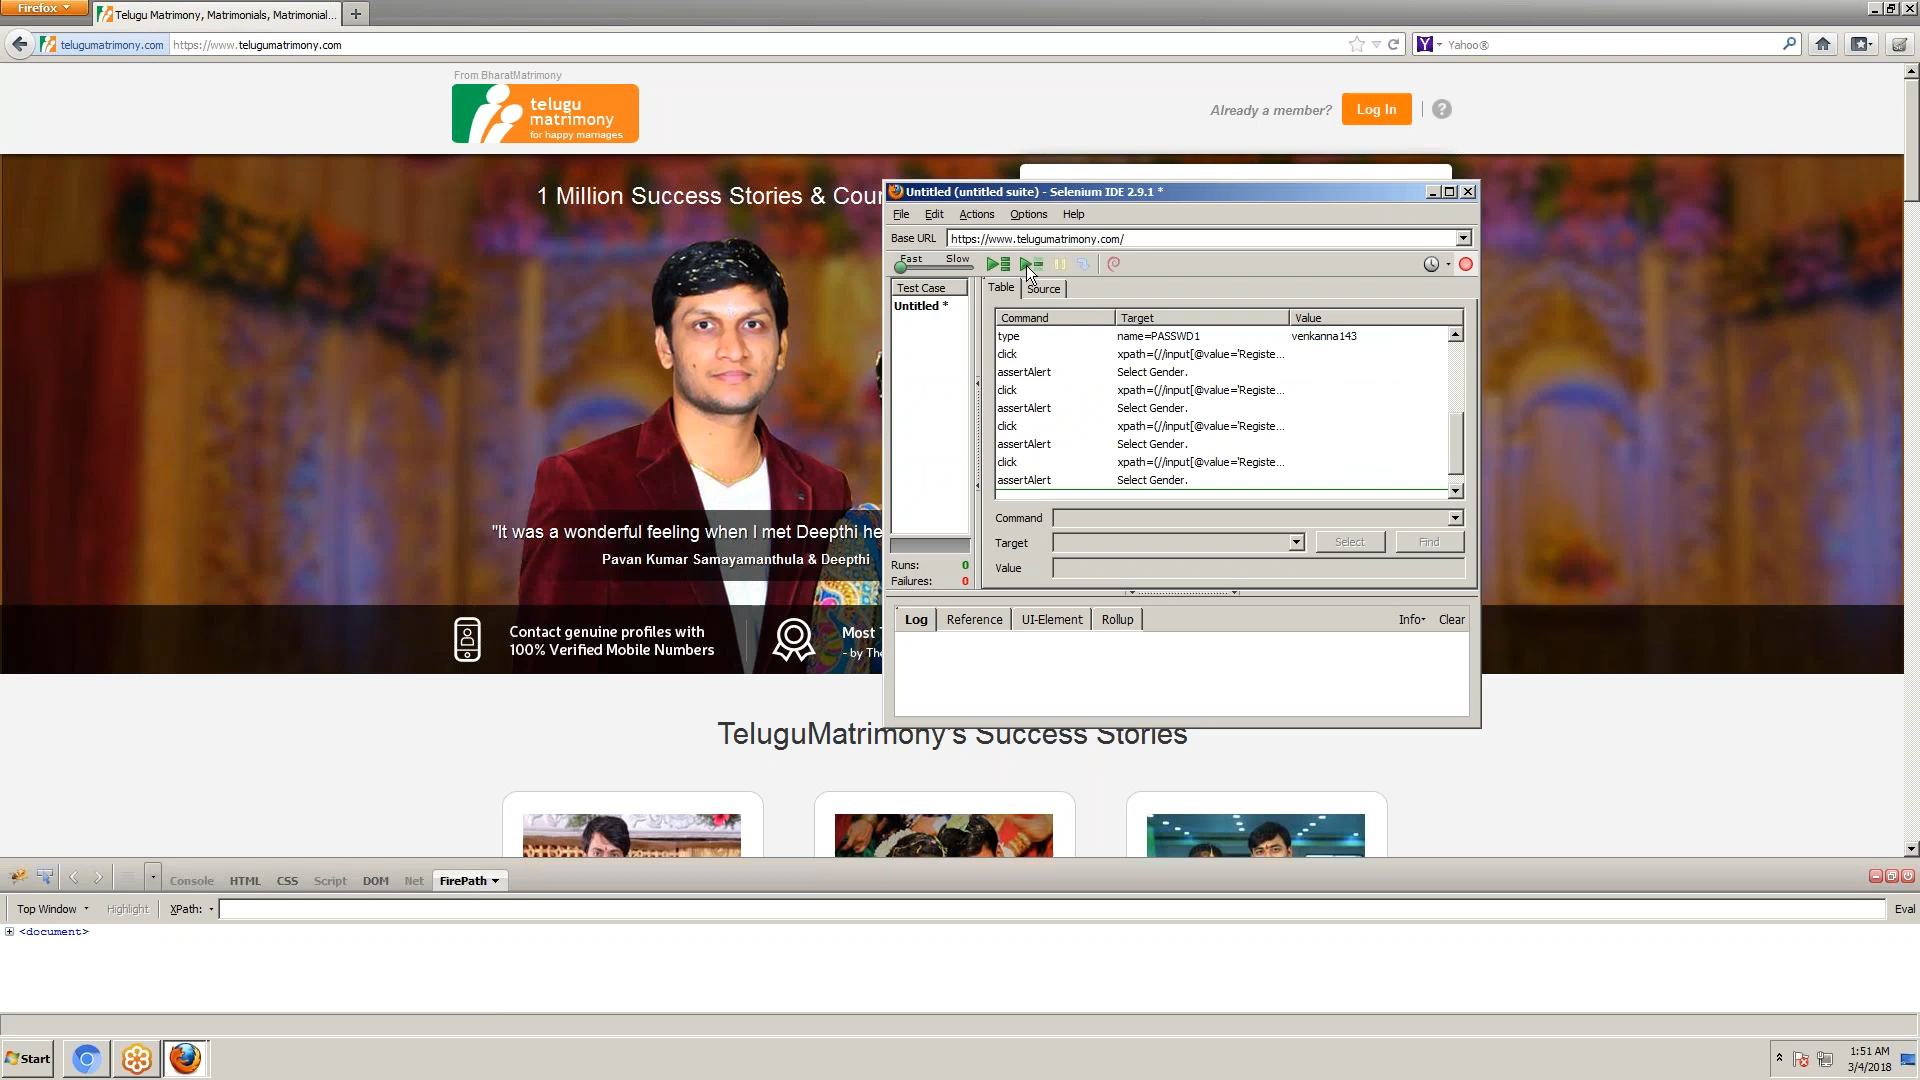 Firefox
Telugu Matrimony, Matrimonials, Matrimonial...
telugumatrimony.com
https://www.telugumatrimony.com
Yahoo®
From BharatMatrimony
telugu
matrimony
for happy marriages
Already a member?
Log In
?
1 Million Success Stories & Cou
Untitled (untitled suite) - Selenium IDE 2.9.1 *
File Edit Actions Options Help
Base URL https://www.telugumatrimony.com/
Fast Slow
Test Case
Untitled *
Table Source
Command Target Value
type name=PASSWD1 venkanna143
click xpath=(//input[@value='Registe...
assertAlert Select Gender.
click xpath=(//input[@value='Registe...
assertAlert Select Gender.
click xpath=(//input[@value='Registe...
assertAlert Select Gender.
click xpath=(//input[@value='Registe...
assertAlert Select Gender.
Command
Target Select Find
Value
Runs: 0
Failures: 0
Log Reference UI-Element Rollup Info Clear
"It was a wonderful feeling when I met Deepthi he
Pavan Kumar Samayamanthula & Deepthi
Contact genuine profiles with
100% Verified Mobile Numbers
Most
- by The
TeluguMatrimony's Success Stories
Console HTML CSS Script DOM Net FirePath
Top Window Highlight XPath: Eval
<document>
Start
1:51 AM
3/4/2018